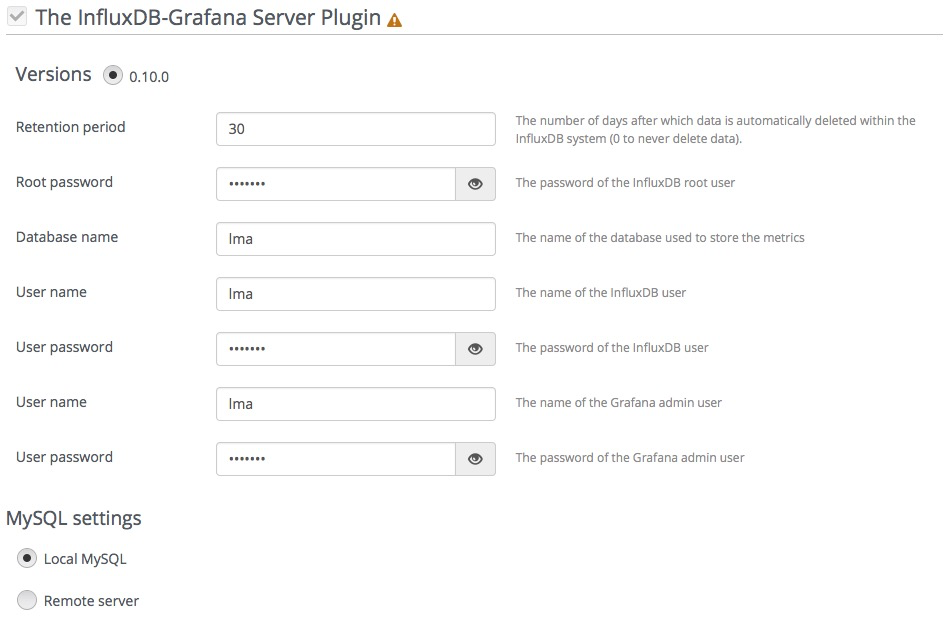 The InfluxDB-Grafana Server Plugin
Versions 0.10.0
Retention period 30 The number of days after which data is automatically deleted within the
InfluxDB system (0 to never delete data).
Root password ••••••• The password of the InfluxDB root user
Database name lma The name of the database used to store the metrics
User name lma The name of the InfluxDB user
User password ••••••• The password of the InfluxDB user
User name lma The name of the Grafana admin user
User password ••••••• The password of the Grafana admin user
MySQL settings
Local MySQL
Remote server